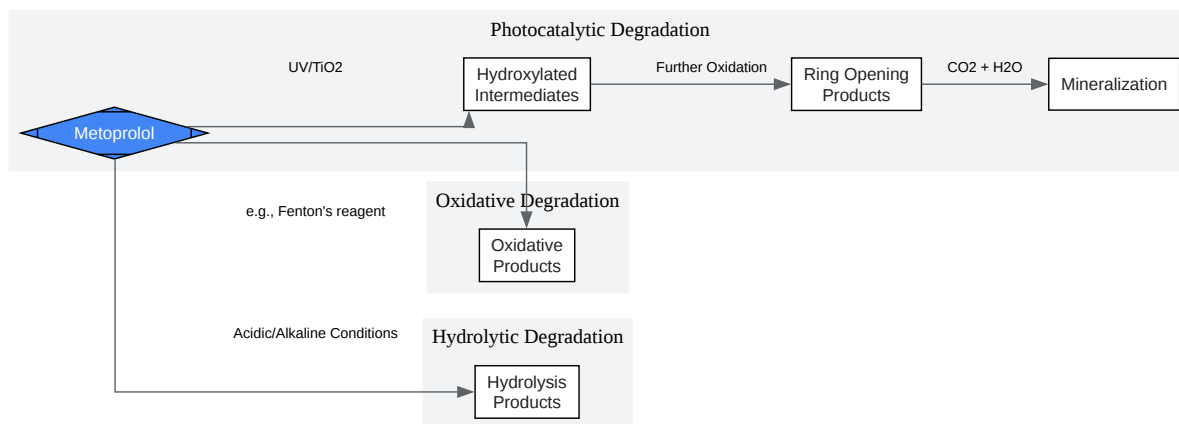 Photocatalytic Degradation
UV/TiO2
Hydroxylated
Intermediates
Further Oxidation
Ring Opening
Products
CO2 + H2O
Mineralization
Metoprolol
Oxidative Degradation
e.g., Fenton's reagent
Oxidative
Products
Acidic/Alkaline Conditions
Hydrolytic Degradation
Hydrolysis
Products